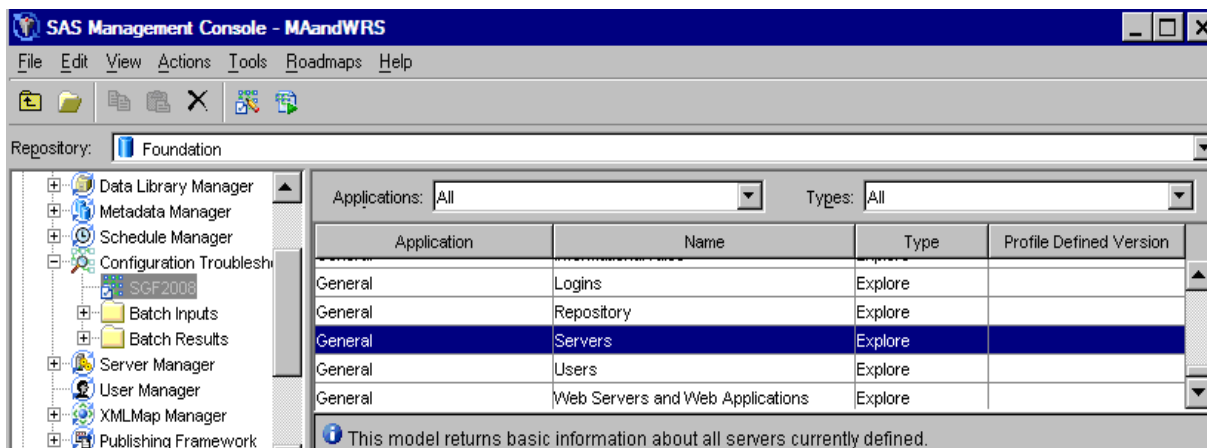 SAS Management Console - MAandWRS
File Edit View Actions Tools Roadmaps Help
Repository: Foundation
Data Library Manager
Metadata Manager
Schedule Manager
Configuration Troublesh
SGF2008
Batch Inputs
Batch Results
Server Manager
User Manager
XMLMap Manager
Publishing Framework
Applications: All Types: All
Application Name Type Profile Defined Version
General Logins Explore
General Repository Explore
General Servers Explore
General Users Explore
General Web Servers and Web Applications Explore
This model returns basic information about all servers currently defined.